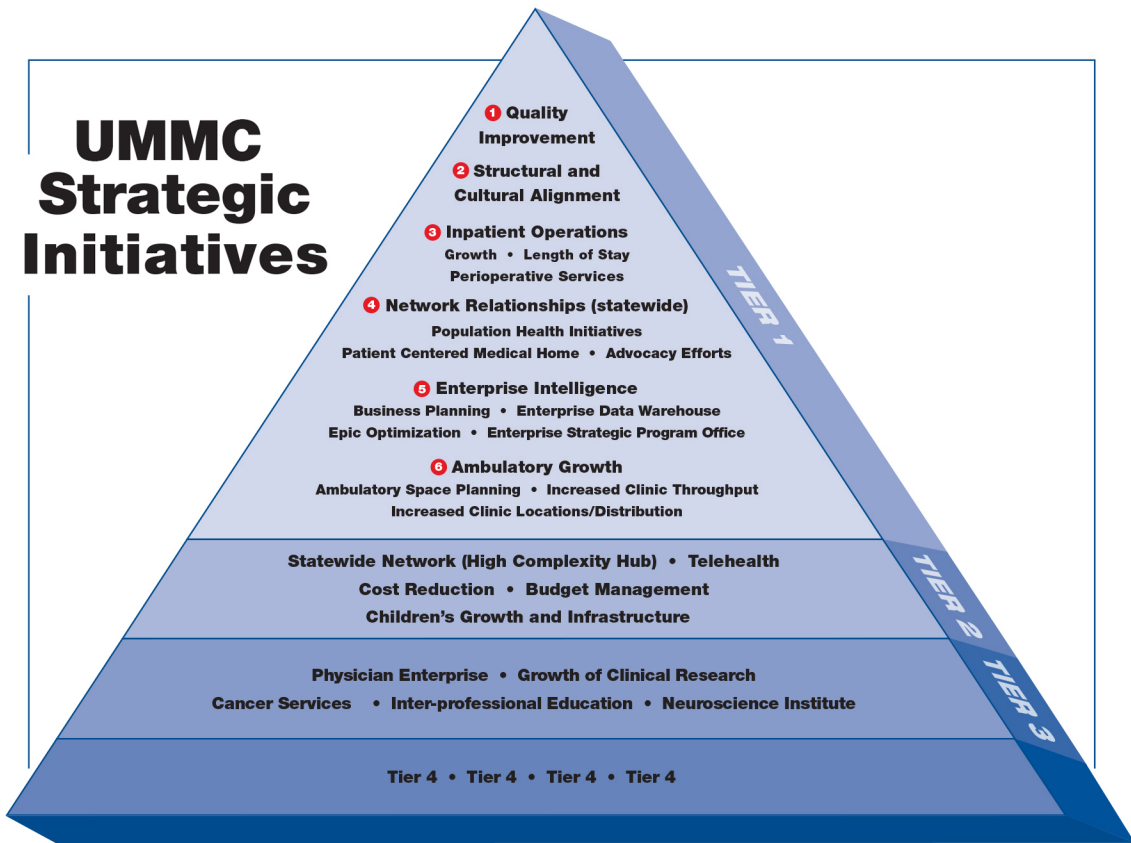 UMMC
Strategic
Initiatives
1 Quality
Improvement
2 Structural and
Cultural Alignment
3 Inpatient Operations
Growth • Length of Stay
Perioperative Services
4 Network Relationships (statewide)
Population Health Initiatives
Patient Centered Medical Home • Advocacy Efforts
5 Enterprise Intelligence
Business Planning • Enterprise Data Warehouse
Epic Optimization • Enterprise Strategic Program Office
6 Ambulatory Growth
Ambulatory Space Planning • Increased Clinic Throughput
Increased Clinic Locations/Distribution
TIER 1
Statewide Network (High Complexity Hub) • Telehealth
Cost Reduction • Budget Management
Children's Growth and Infrastructure
TIER 2
Physician Enterprise • Growth of Clinical Research
Cancer Services • Inter-professional Education • Neuroscience Institute
TIER 3
Tier 4 • Tier 4 • Tier 4 • Tier 4